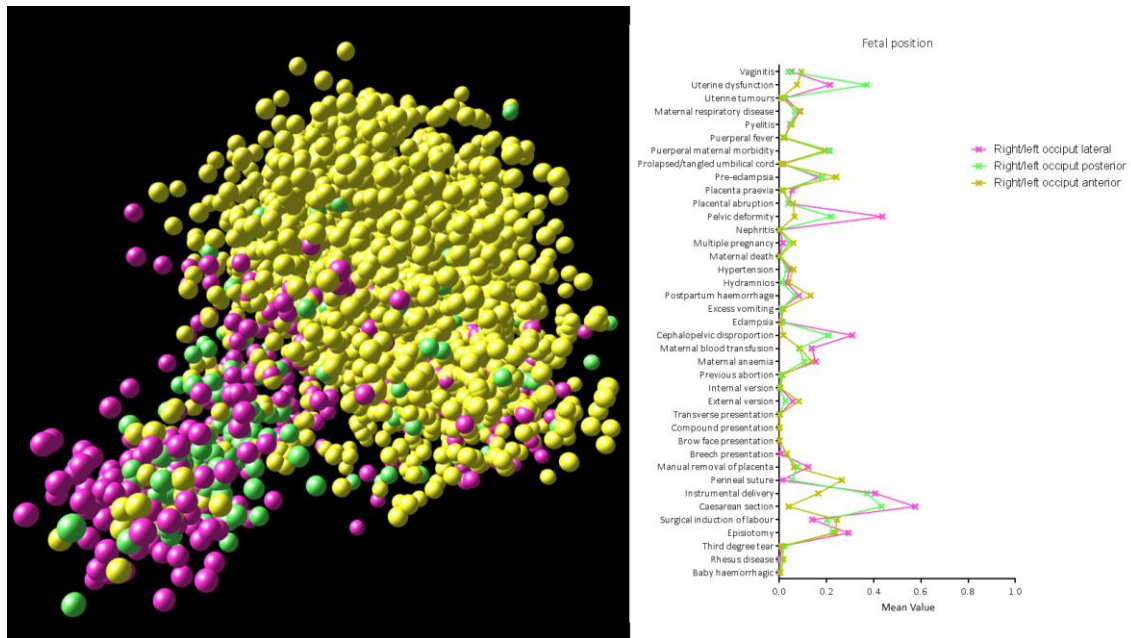 Fetal position
Vaginitis
Uterine dysfunction
Uterine tumours
Maternal respiratory disease
Pyelitis
Puerperal fever
Puerperal maternal morbidity
Prolapsed/tangled umbilical cord
Pre-eclampsia
Placenta praevia
Placental abruption
Pelvic deformity
Nephritis
Multiple pregnancy
Maternal death
Hypertension
Hydramnios
Postpartum haemorrhage
Excess vomiting
Eclampsia
Cephalopelvic disproportion
Maternal blood transfusion
Maternal anaemia
Previous abortion
Internal version
External version
Transverse presentation
Compound presentation
Brow face presentation
Breech presentation
Manual removal of placenta
Perineal suture
Instrumental delivery
Caesarean section
Surgical induction of labour
Episiotomy
Third degree tear
Rhesus disease
Baby haemorrhagic
0.0 0.2 0.4 0.6 0.8 1.0
Mean Value
Right/left occiput lateral
Right/left occiput posterior
Right/left occiput anterior